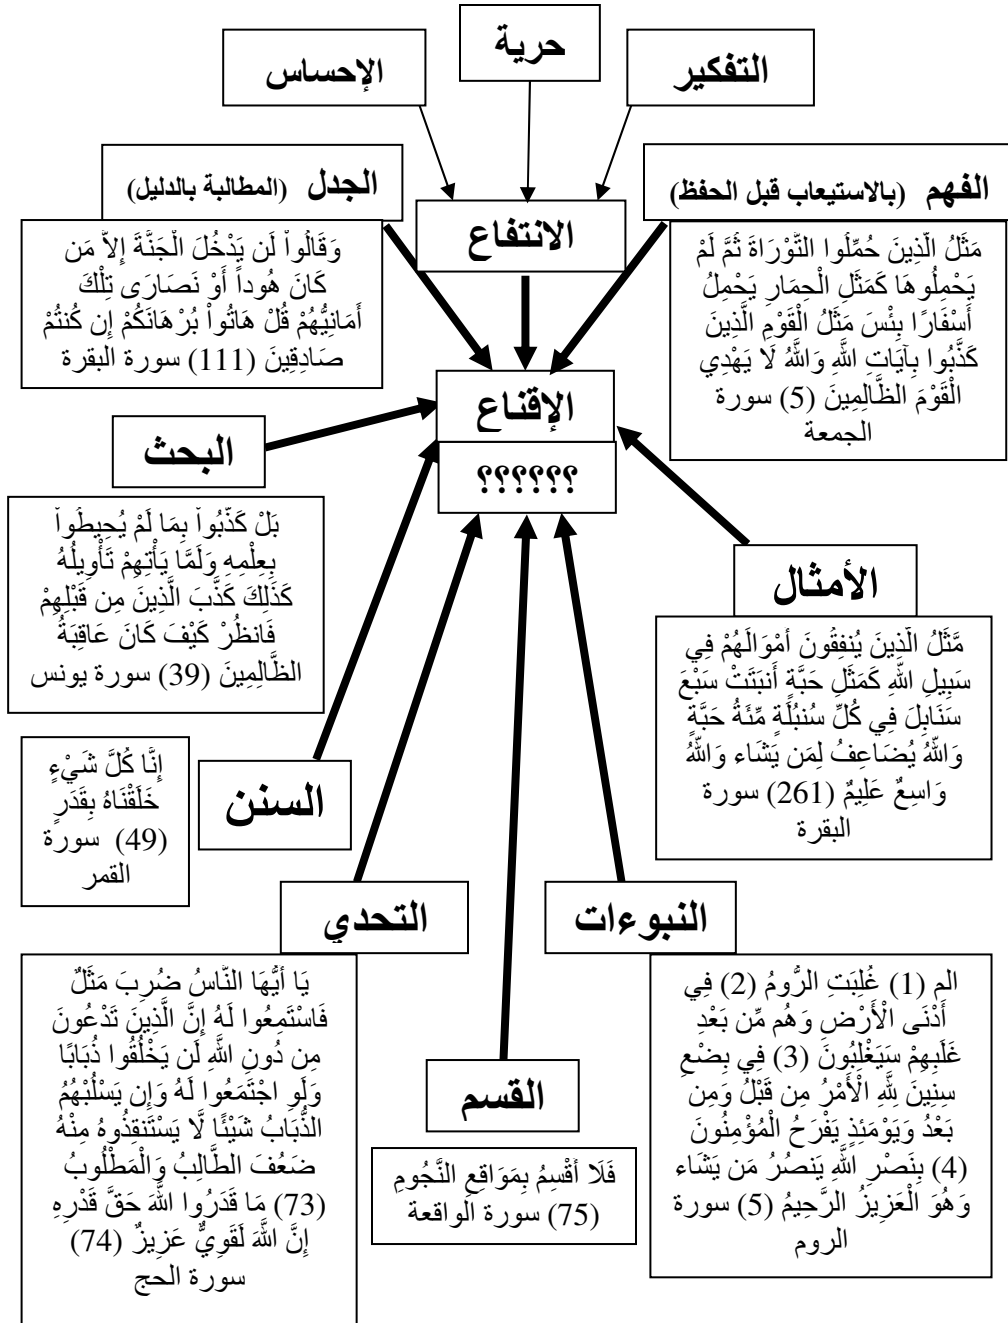 حرية
التفكير
الإحساس
الفهم (بالاستيعاب قبل الحفظ)
الجدل (المطالبة بالدليل)
الانتفاع
مَثَلُ الَّذِينَ حُمِّلُوا التَّوْرَاةَ ثُمَّ لَمْ
يَحْمِلُوهَا كَمَثَلِ الْحِمَارِ يَحْمِلُ
أَسْفَارًا بِئْسَ مَثَلُ الْقَوْمِ الَّذِينَ
كَذَّبُوا بِآيَاتِ اللَّهِ وَاللَّهُ لَا يَهْدِي
الْقَوْمَ الظَّالِمِينَ (5) سورة
الجمعة
وَقَالُواْ لَن يَدْخُلَ الْجَنَّةَ إِلاَّ مَن
كَانَ هُوداً أَوْ نَصَارَى تِلْكَ
أَمَانِيُّهُمْ قُلْ هَاتُواْ بُرْهَانَكُمْ إِن كُنتُمْ
صَادِقِينَ (111) سورة البقرة
الإقناع
؟؟؟؟؟؟
البحث
بَلْ كَذَّبُواْ بِمَا لَمْ يُحِيطُواْ
بِعِلْمِهِ وَلَمَّا يَأْتِهِمْ تَأْوِيلُهُ
كَذَلِكَ كَذَّبَ الَّذِينَ مِن قَبْلِهِمْ
فَانظُرْ كَيْفَ كَانَ عَاقِبَةُ
الظَّالِمِينَ (39) سورة يونس
الأمثال
مَّثَلُ الَّذِينَ يُنفِقُونَ أَمْوَالَهُمْ فِي
سَبِيلِ اللّهِ كَمَثَلِ حَبَّةٍ أَنبَتَتْ سَبْعَ
سَنَابِلَ فِي كُلِّ سُنبُلَةٍ مِّئَةُ حَبَّةٍ
وَاللّهُ يُضَاعِفُ لِمَن يَشَاء وَاللّهُ
وَاسِعٌ عَلِيمٌ (261) سورة
البقرة
السنن
إِنَّا كُلَّ شَيْءٍ
خَلَقْنَاهُ بِقَدَرٍ
(49) سورة
القمر
النبوءات
الم (1) غُلِبَتِ الرُّومُ (2) فِي
أَدْنَى الْأَرْضِ وَهُم مِّن بَعْدِ
غَلَبِهِمْ سَيَغْلِبُونَ (3) فِي بِضْعِ
سِنِينَ لِلَّهِ الْأَمْرُ مِن قَبْلُ وَمِن
بَعْدُ وَيَوْمَئِذٍ يَفْرَحُ الْمُؤْمِنُونَ
(4) بِنَصْرِ اللَّهِ يَنصُرُ مَن يَشَاء
وَهُوَ الْعَزِيزُ الرَّحِيمُ (5) سورة
الروم
التحدي
يَا أَيُّهَا النَّاسُ ضُرِبَ مَثَلٌ
فَاسْتَمِعُوا لَهُ إِنَّ الَّذِينَ تَدْعُونَ
مِن دُونِ اللَّهِ لَن يَخْلُقُوا ذُبَابًا
وَلَوِ اجْتَمَعُوا لَهُ وَإِن يَسْلُبْهُمُ
الذُّبَابُ شَيْئًا لَّا يَسْتَنقِذُوهُ مِنْهُ
ضَعُفَ الطَّالِبُ وَالْمَطْلُوبُ
(73) مَا قَدَرُوا اللَّهَ حَقَّ قَدْرِهِ
إِنَّ اللَّهَ لَقَوِيٌّ عَزِيزٌ (74)
سورة الحج
القسم
فَلَا أُقْسِمُ بِمَوَاقِعِ النُّجُومِ
(75) سورة الواقعة